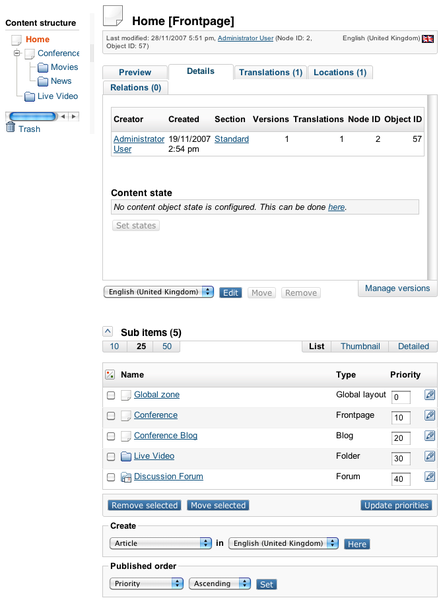 Content structure
Home
Conference
Movies
News
Live Video
Trash
Home [Frontpage]
Last modified: 28/11/2007 5:51 pm, Administrator User (Node ID: 2, Object ID: 57)
English (United Kingdom)
Preview
Details
Translations (1)
Locations (1)
Relations (0)
Creator Created Section Versions Translations Node ID Object ID
Administrator User 19/11/2007 2:54 pm Standard 1 1 2 57
Content state
No content object state is configured. This can be done here.
Set states
English (United Kingdom) Edit Move Remove
Manage versions
Sub items (5)
10 25 50
List Thumbnail Detailed
Name Type Priority
Global zone Global layout 0
Conference Frontpage 10
Conference Blog Blog 20
Live Video Folder 30
Discussion Forum Forum 40
Remove selected Move selected Update priorities
Create
Article in English (United Kingdom) Here
Published order
Priority Ascending Set